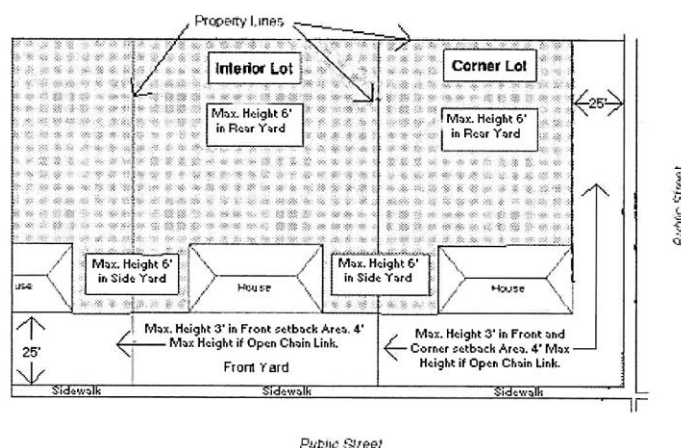 Property Lines
Interior Lot
Corner Lot
Max. Height 6'
in Rear Yard
Max. Height 6'
in Rear Yard
25'
Public Street
Max. Height 6'
in Side Yard
Max. Height 6'
in Side Yard
use
House
House
Max. Height 3' in Front setback Area. 4'
Max Height if Open Chain Link.
Max. Height 3' in Front and
Corner setback Area. 4' Max
Height if Open Chain Link.
25'
Front Yard
Sidewalk
Sidewalk
Sidewalk
Public Street